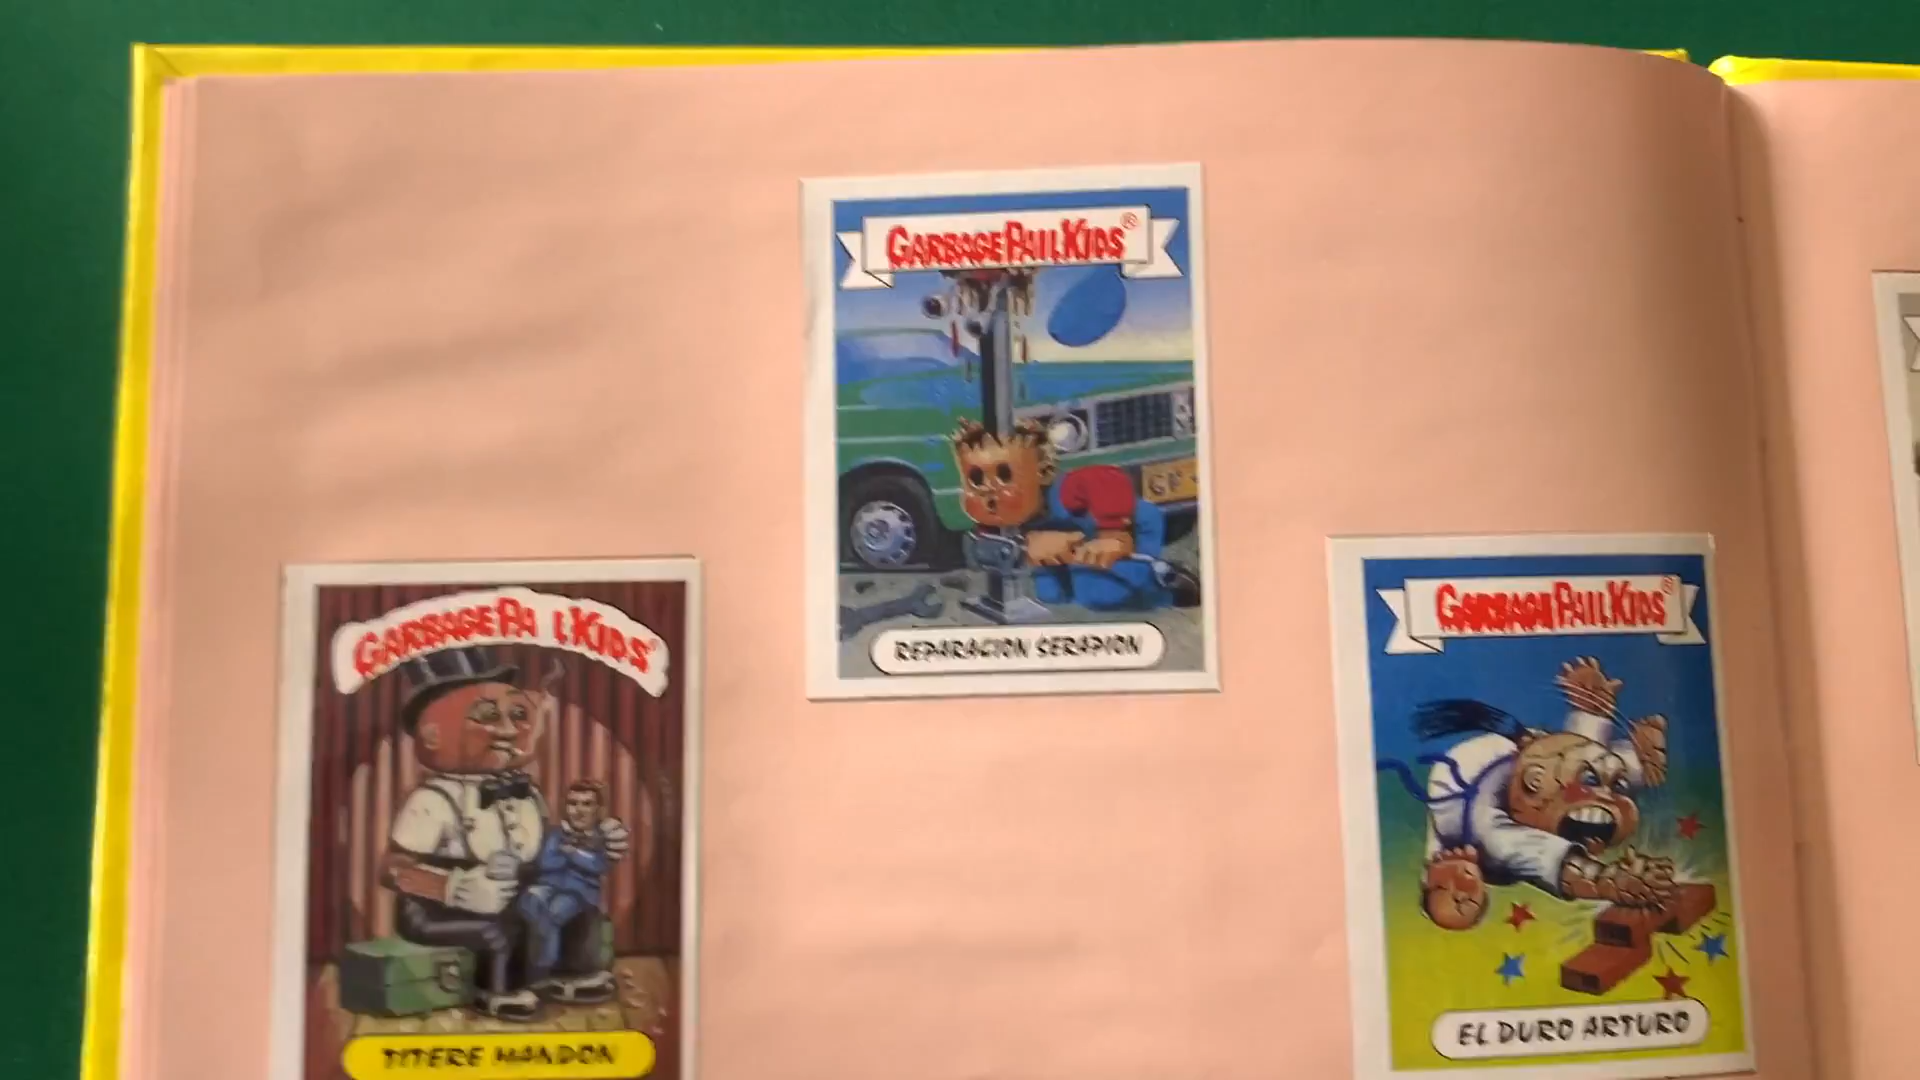 GARBAGE PAIL KIDS®
REPARACION SERAPION
GARBAGE PAIL KIDS
TITERE MANDON
GARBAGE PAIL KIDS®
EL DURO ARTURO